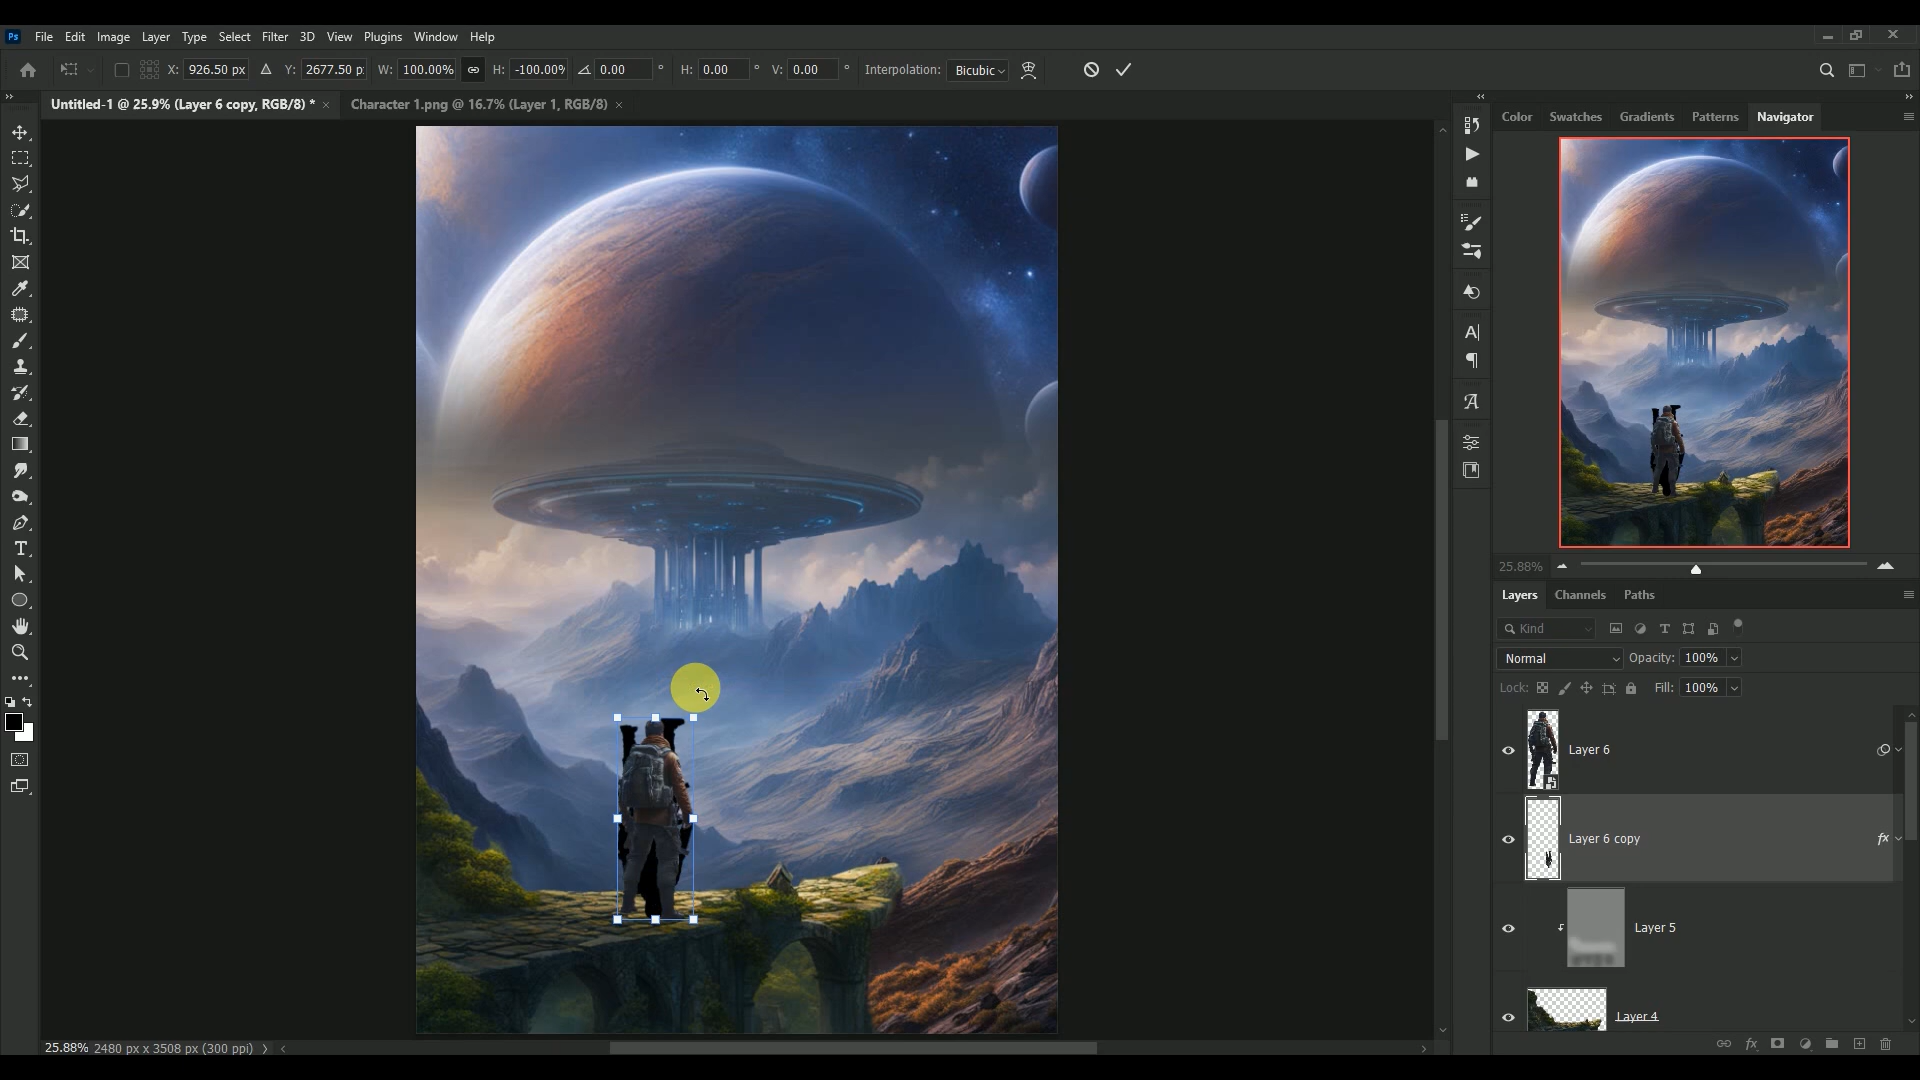 Ps File Edit Image Layer Type Select Filter 3D View Plugins Window Help
X: 926.50 px Y: 2677.50 p W: 100.00% H: -100.00% 0.00 ° H: 0.00 ° V: 0.00 ° Interpolation: Bicubic
Untitled-1 @ 25.9% (Layer 6 copy, RGB/8) * × Character 1.png @ 16.7% (Layer 1, RGB/8) ×
Color Swatches Gradients Patterns Navigator
25.88%
Layers Channels Paths
Kind
Normal Opacity: 100%
Lock: Fill: 100%
Layer 6
Layer 6 copy fx
Layer 5
Layer 4
25.88% 2480 px x 3508 px (300 ppi)